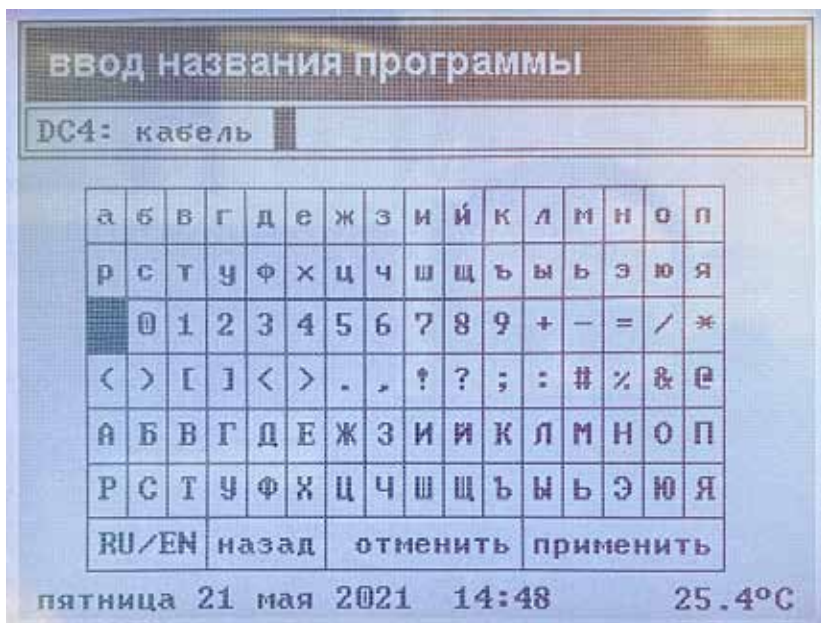 ввод названия программы
DC4: кабель
а б в г д е ж з и й к л м н о п
р с т у ф х ц ч ш щ ъ ы ь э ю я
0 1 2 3 4 5 6 7 8 9 + - = / *
( ) [ ] < > . , ! ? ; : # % & @
А Б В Г Д Е Ж З И Й К Л М Н О П
Р С Т У Ф Х Ц Ч Ш Щ Ъ Ы Ь Э Ю Я
RU/EN назад отменить применить
пятница 21 мая 2021 14:48 25.4°C